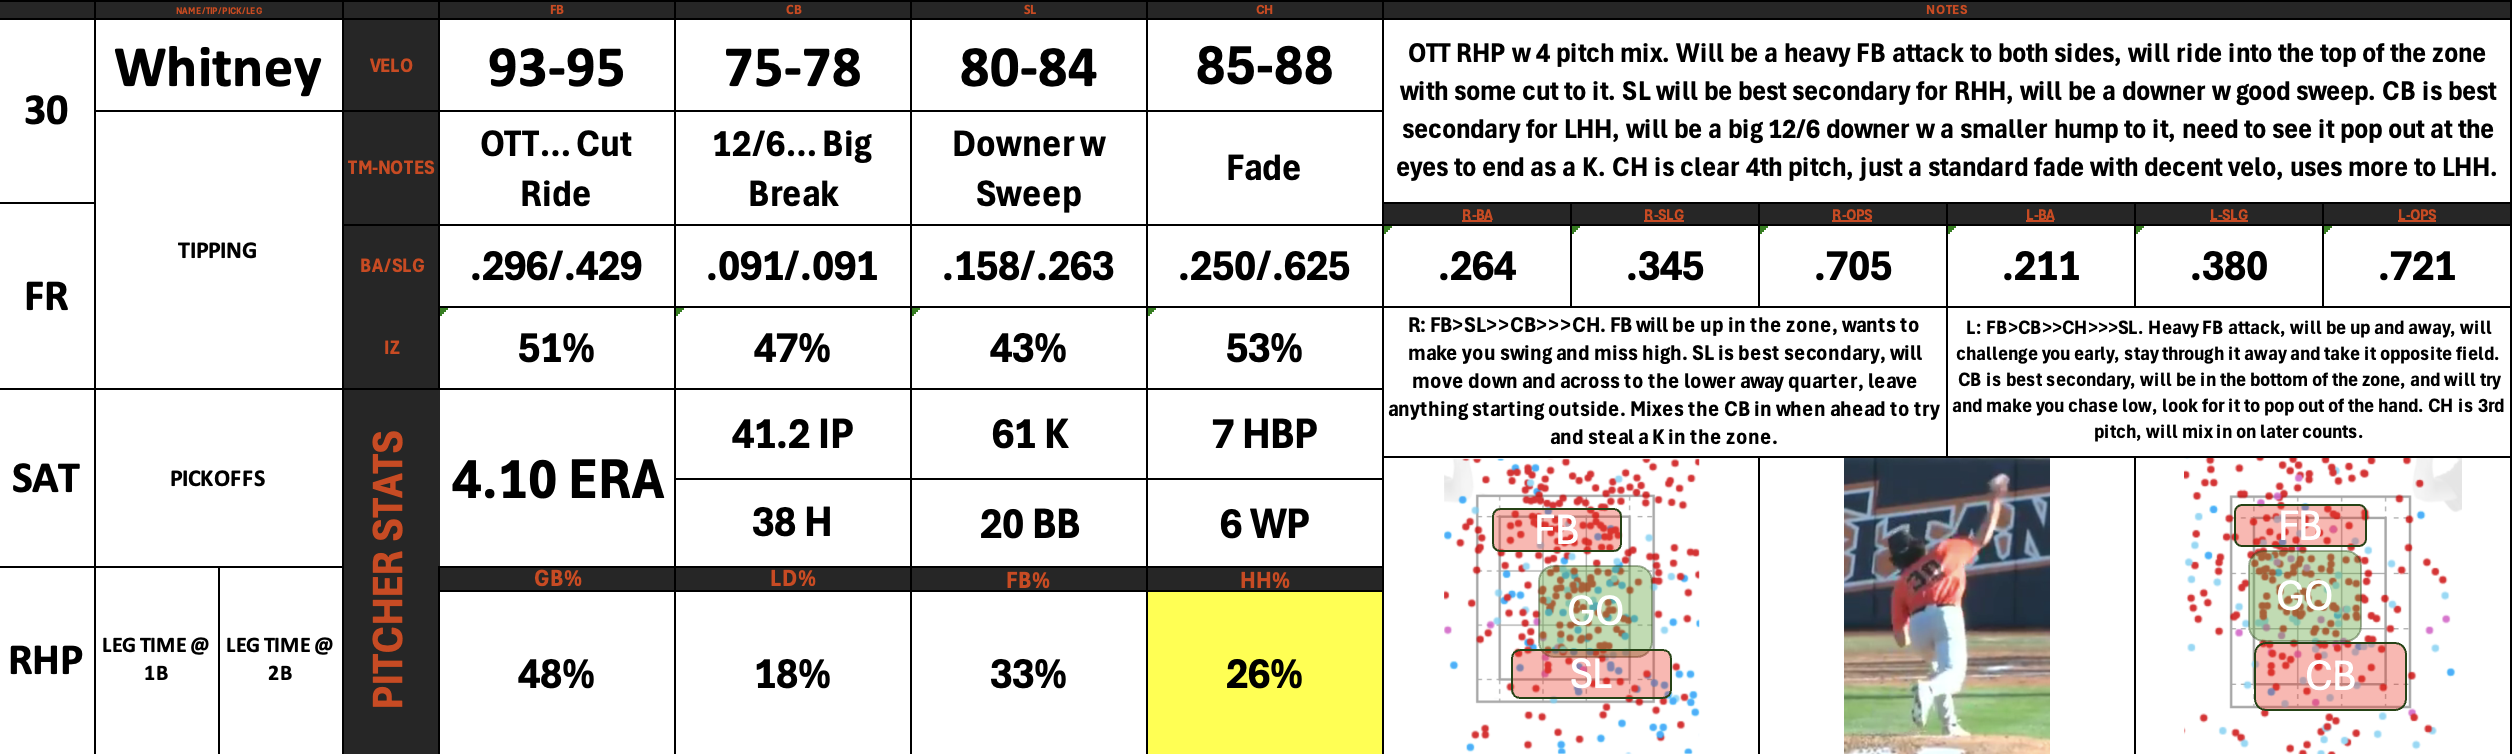 NAME/TIP/PICK/LEG FB CB SL CH NOTES
30
FR
SAT
RHP
Whitney
TIPPING
PICKOFFS
LEG TIME @
1B
LEG TIME @
2B
VELO 93-95 75-78 80-84 85-88
TM-NOTES
OTT... Cut
Ride
12/6... Big
Break
Downer w
Sweep
Fade
BA/SLG .296/.429 .091/.091 .158/.263 .250/.625
IZ 51% 47% 43% 53%
PITCHER STATS
4.10 ERA
41.2 IP 61 K 7 HBP
38 H 20 BB 6 WP
GB% LD% FB% HH%
48% 18% 33% 26%
OTT RHP w 4 pitch mix. Will be a heavy FB attack to both sides, will ride into the top of the zone
with some cut to it. SL will be best secondary for RHH, will be a downer w good sweep. CB is best
secondary for LHH, will be a big 12/6 downer w a smaller hump to it, need to see it pop out at the
eyes to end as a K. CH is clear 4th pitch, just a standard fade with decent velo, uses more to LHH.
R-BA R-SLG R-OPS L-BA L-SLG L-OPS
.264 .345 .705 .211 .380 .721
R: FB>SL>>CB>>>CH. FB will be up in the zone, wants to
make you swing and miss high. SL is best secondary, will
move down and across to the lower away quarter, leave
anything starting outside. Mixes the CB in when ahead to try
and steal a K in the zone.
L: FB>CB>>CH>>>SL. Heavy FB attack, will be up and away, will
challenge you early, stay through it away and take it opposite field.
CB is best secondary, will be in the bottom of the zone, and will try
and make you chase low, look for it to pop out of the hand. CH is 3rd
pitch, will mix in on later counts.
FB
GO
SL
TITAN
30
FB
GO
CB